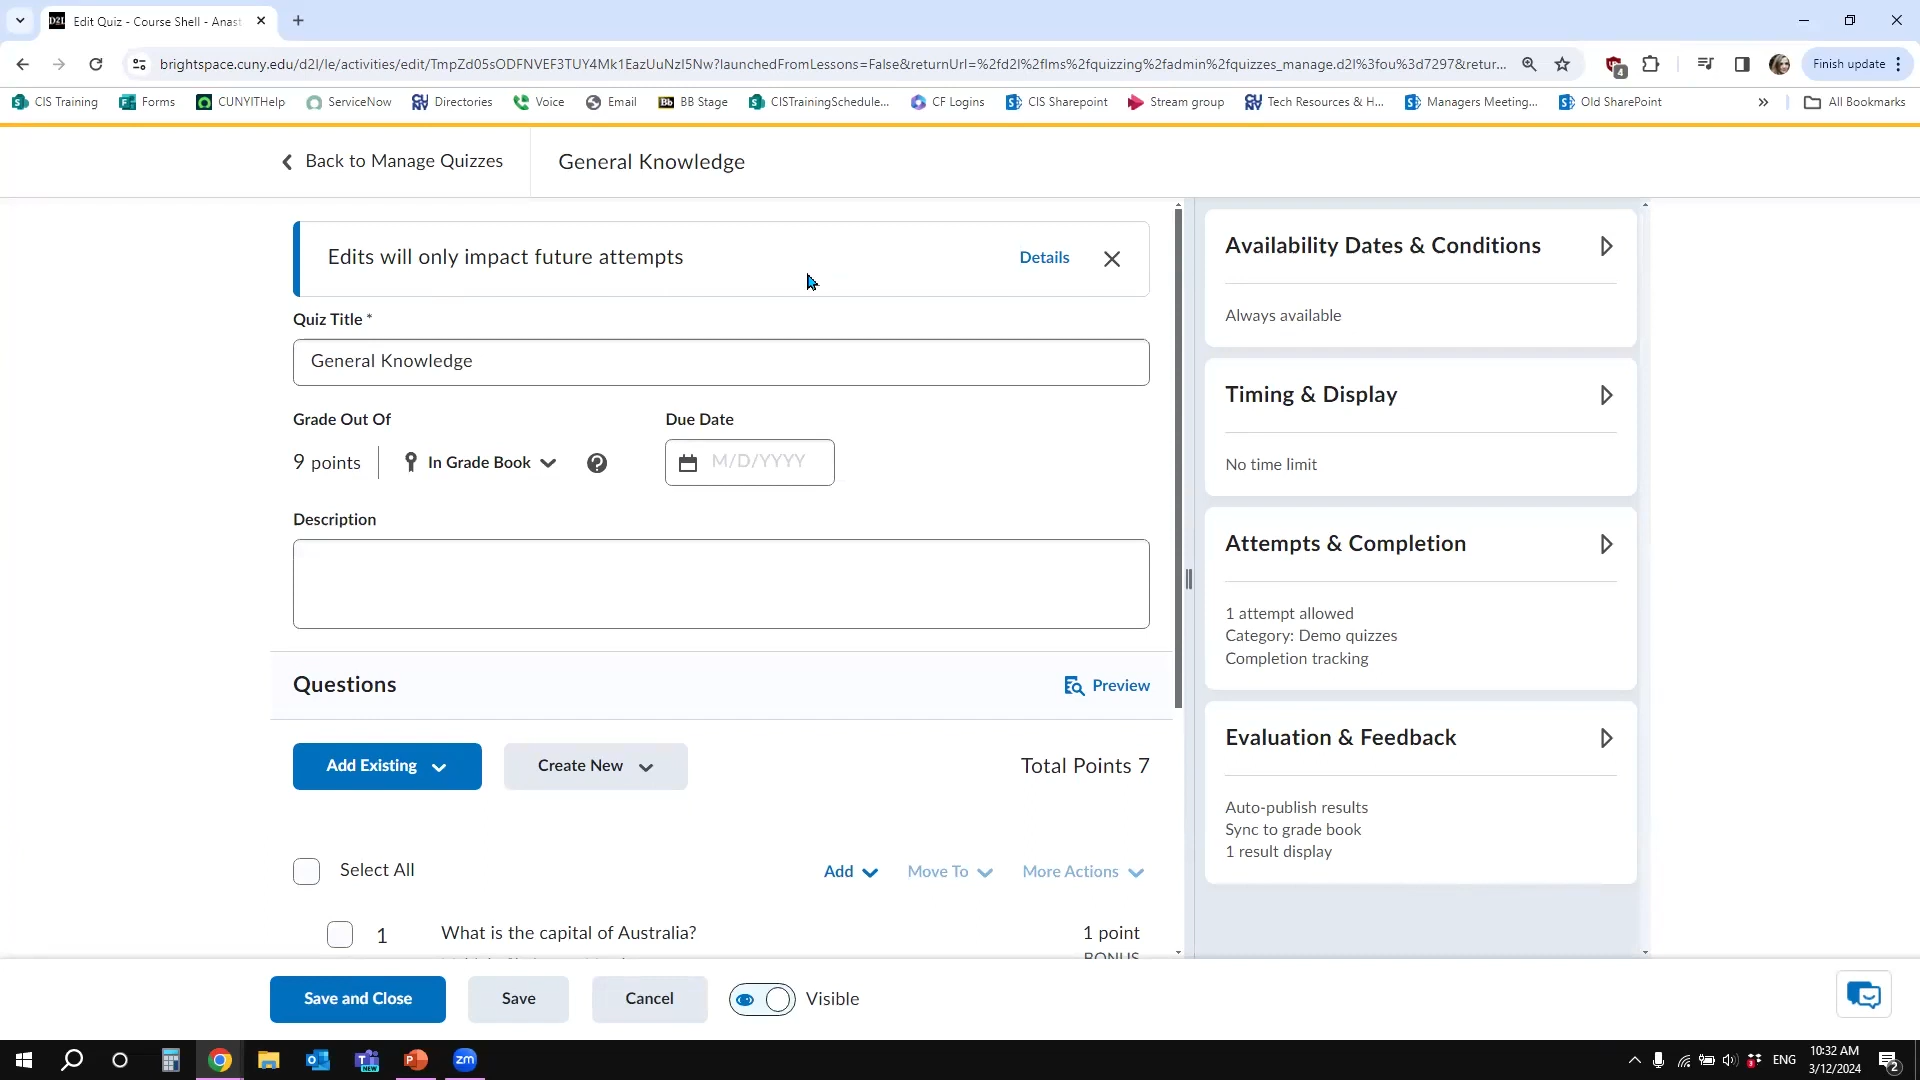 D2L Edit Quiz - Course Shell - Anast
brightspace.cuny.edu/d2l/le/activities/edit/TmpZd05sODFNVEF3TUY4Mk1EazUuNzI5Nw?launchedFromLessons=False&returnUrl=%2fd2l%2flms%2fquizzing%2fadmin%2fquizzes_manage.d2l%3fou%3d7297&retur...
4
Finish update
CIS Training
Forms
CUNYITHelp
ServiceNow
Directories
Voice
Email
Bb BB Stage
CISTrainingSchedule...
CF Logins
CIS Sharepoint
Stream group
Tech Resources & H...
Managers Meeting...
Old SharePoint
All Bookmarks
Back to Manage Quizzes
General Knowledge
Edits will only impact future attempts
Details
Quiz Title *
General Knowledge
Grade Out Of
Due Date
9 points
In Grade Book
M/D/YYYY
Description
Questions
Preview
Add Existing
Create New
Total Points 7
Select All
Add
Move To
More Actions
1
What is the capital of Australia?
1 point
BONUS
Availability Dates & Conditions
Always available
Timing & Display
No time limit
Attempts & Completion
1 attempt allowed
Category: Demo quizzes
Completion tracking
Evaluation & Feedback
Auto-publish results
Sync to grade book
1 result display
Save and Close
Save
Cancel
Visible
NEW
zm
ENG
10:32 AM
3/12/2024
2